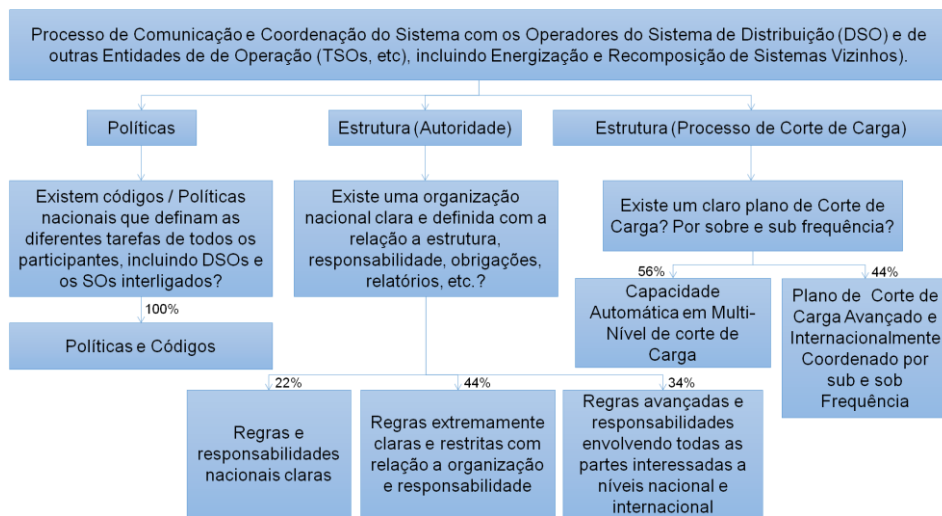 Processo de Comunicação e Coordenação do Sistema com os Operadores do Sistema de Distribuição (DSO) e de
outras Entidades de de Operação (TSOs, etc), incluindo Energização e Recomposição de Sistemas Vizinhos).
Políticas
Estrutura (Autoridade)
Estrutura (Processo de Corte de Carga)
Existem códigos / Políticas
nacionais que definam as
diferentes tarefas de todos os
participantes, incluindo DSOs e
os SOs interligados?
Existe uma organização
nacional clara e definida com a
relação a estrutura,
responsabilidade, obrigações,
relatórios, etc.?
Existe um claro plano de Corte de
Carga? Por sobre e sub frequência?
100%
Políticas e Códigos
56%
Capacidade
Automática em Multi-
Nível de corte de
Carga
44%
Plano de Corte de
Carga Avançado e
Internacionalmente
Coordenado por
sub e sob
Frequência
22%
Regras e
responsabilidades
nacionais claras
44%
Regras extremamente
claras e restritas com
relação a organização
e responsabilidade
34%
Regras avançadas e
responsabilidades
envolvendo todas as
partes interessadas a
níveis nacional e
internacional